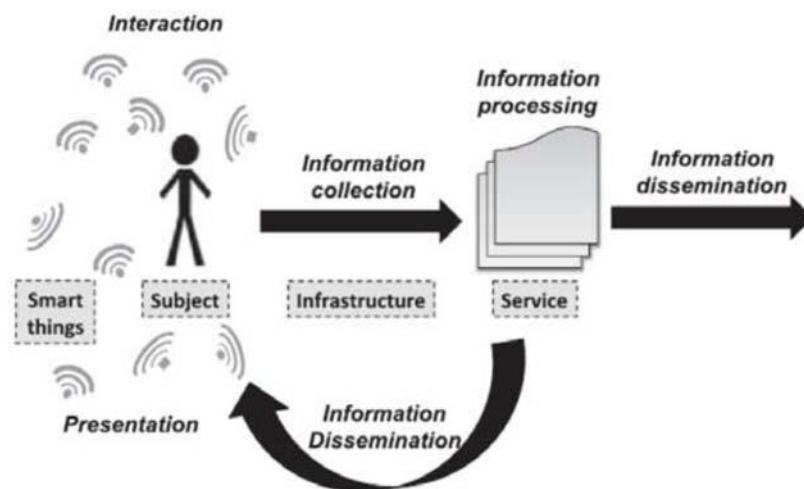 Interaction
Information
processing
Information
collection
Information
dissemination
Smart
things
Subject
Infrastructure
Service
Presentation
Information
Dissemination